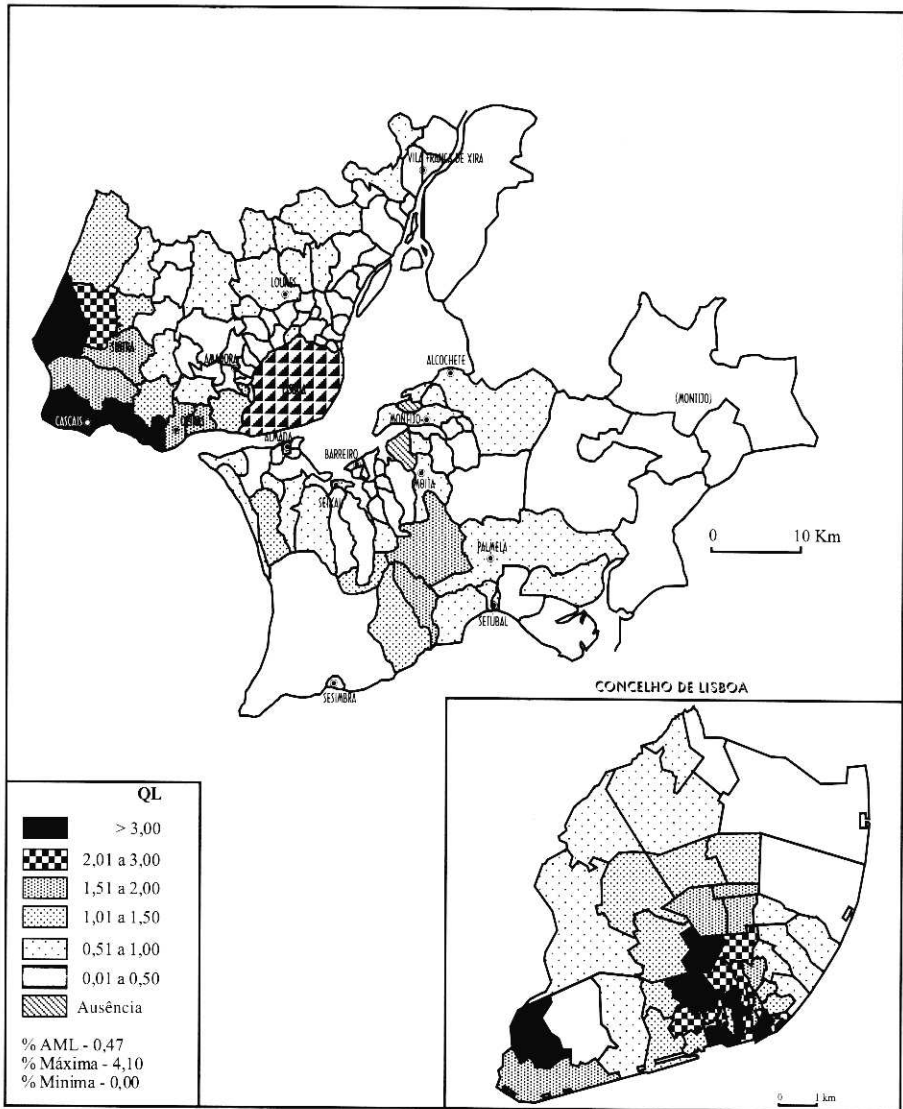 VILA FRANCA DE XIRA
LOURES
SINTRA
AMADORA
LISBOA
ALCOCHETE
(MONTIJO)
CASCAIS
OEIRAS
MONTIJO
ALMADA
BARREIRO
MOITA
SEIXAL
0 10 Km
PALMELA
SETUBAL
SESIMBRA
CONCELHO DE LISBOA
QL
> 3,00
2,01 a 3,00
1,51 a 2,00
1,01 a 1,50
0,51 a 1,00
0,01 a 0,50
Ausência
% AML - 0,47
% Máxima - 4,10
% Minima - 0,00
0 1 km